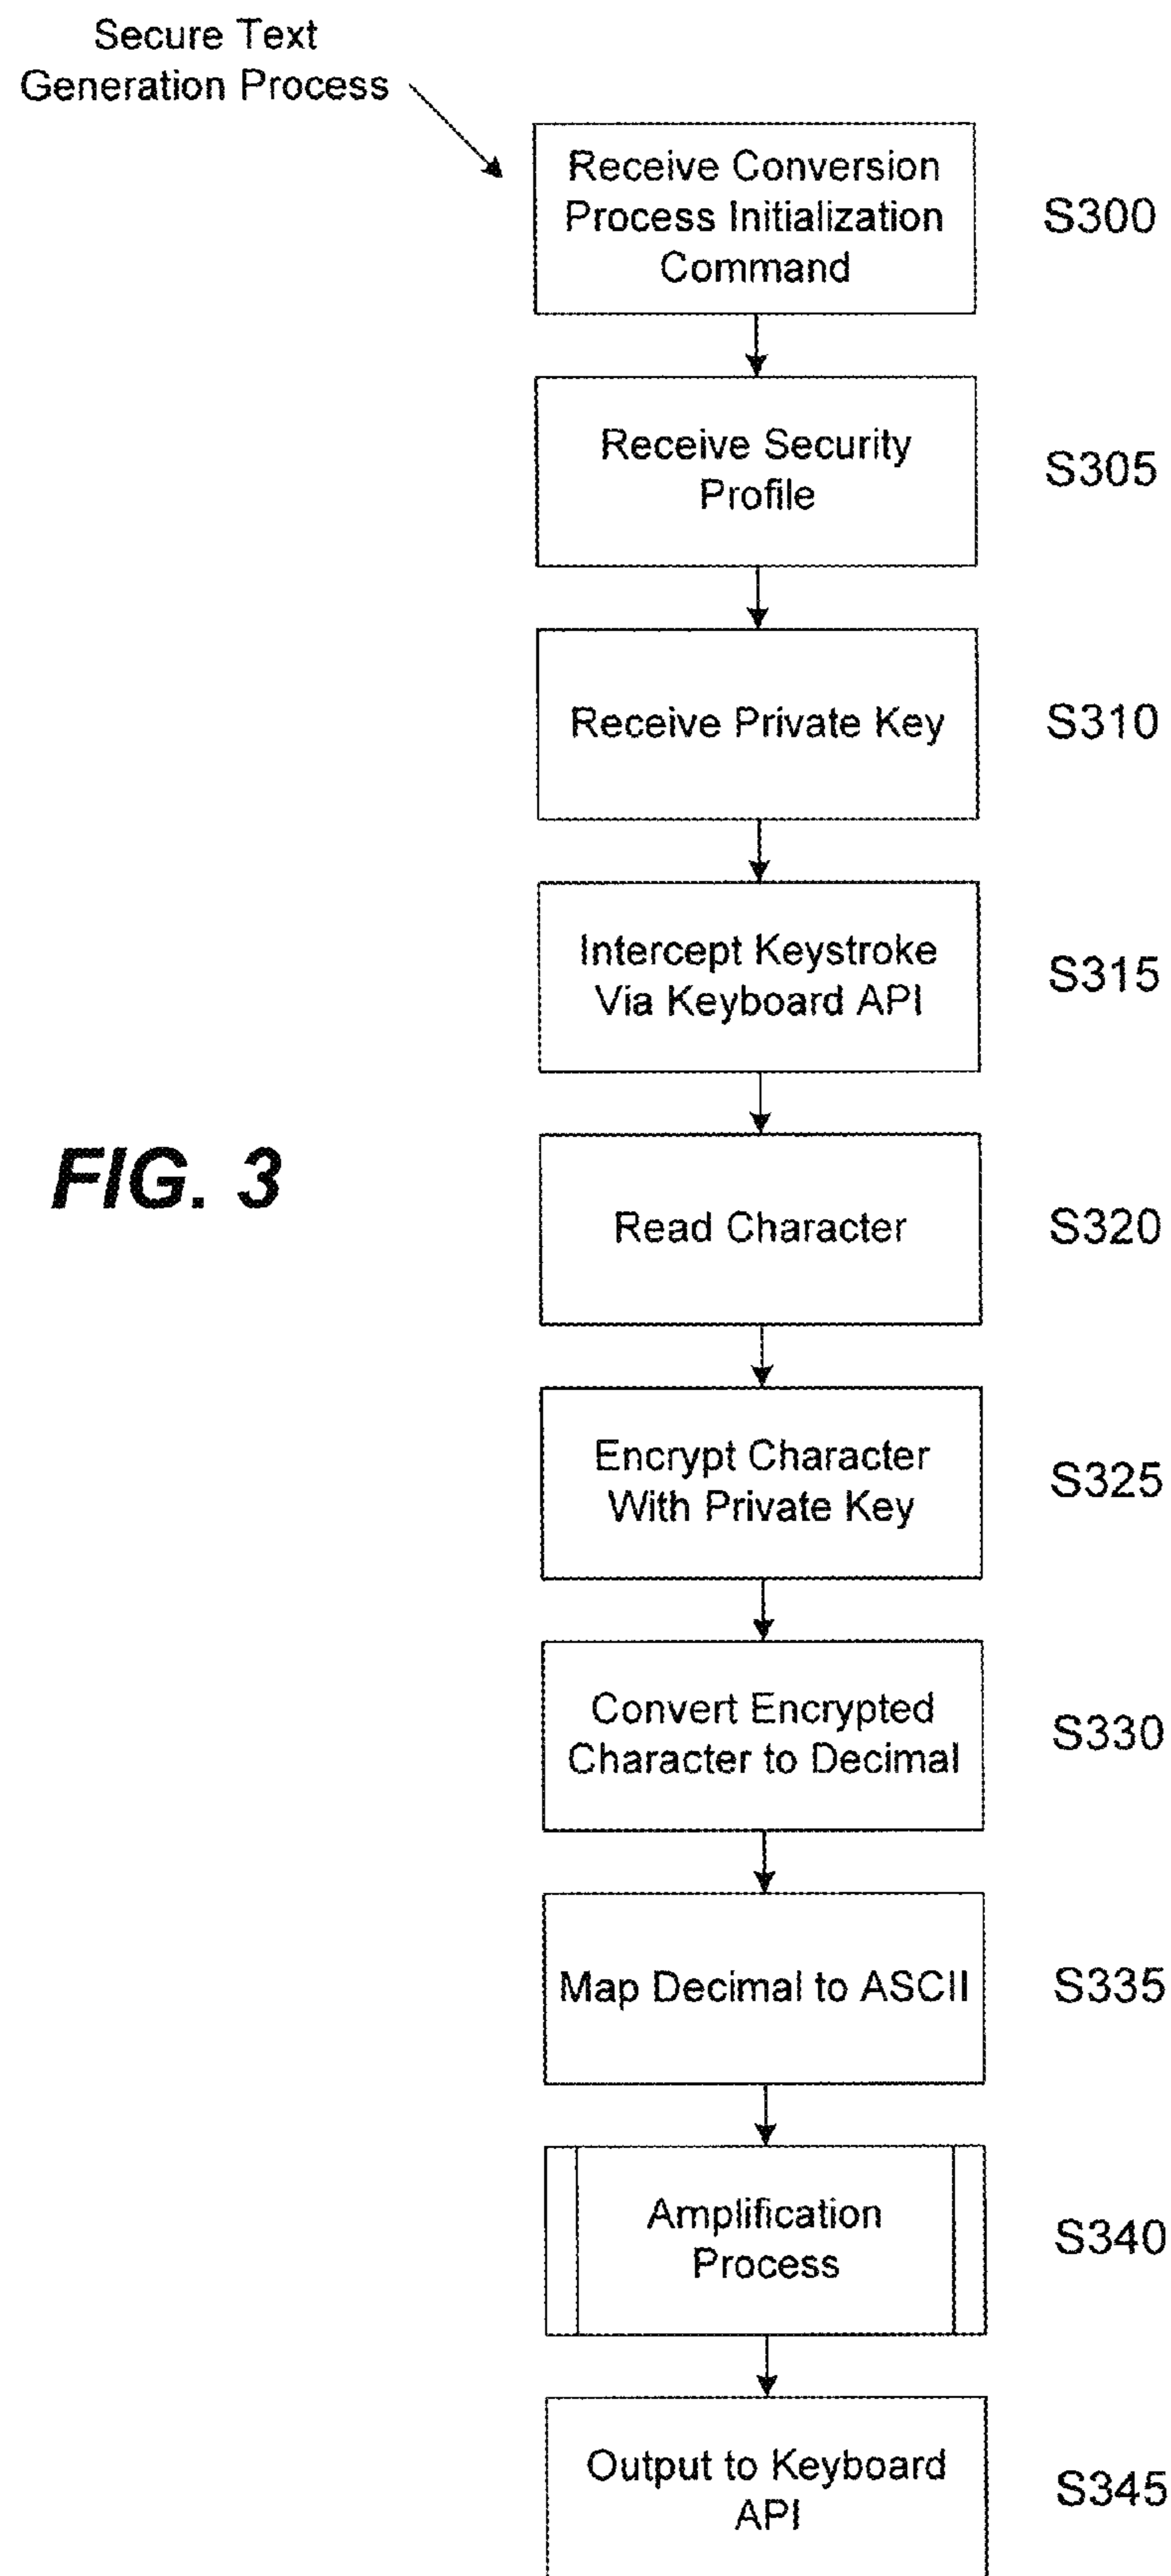 Secure Text
Generation Process
Receive Conversion
Process Initialization
Command
S300
Receive Security
Profile
S305
Receive Private Key
S310
Intercept Keystroke
Via Keyboard API
S315
FIG. 3
Read Character
S320
Encrypt Character
With Private Key
S325
Convert Encrypted
Character to Decimal
S330
Map Decimal to ASCII
S335
Amplification
Process
S340
Output to Keyboard
API
S345